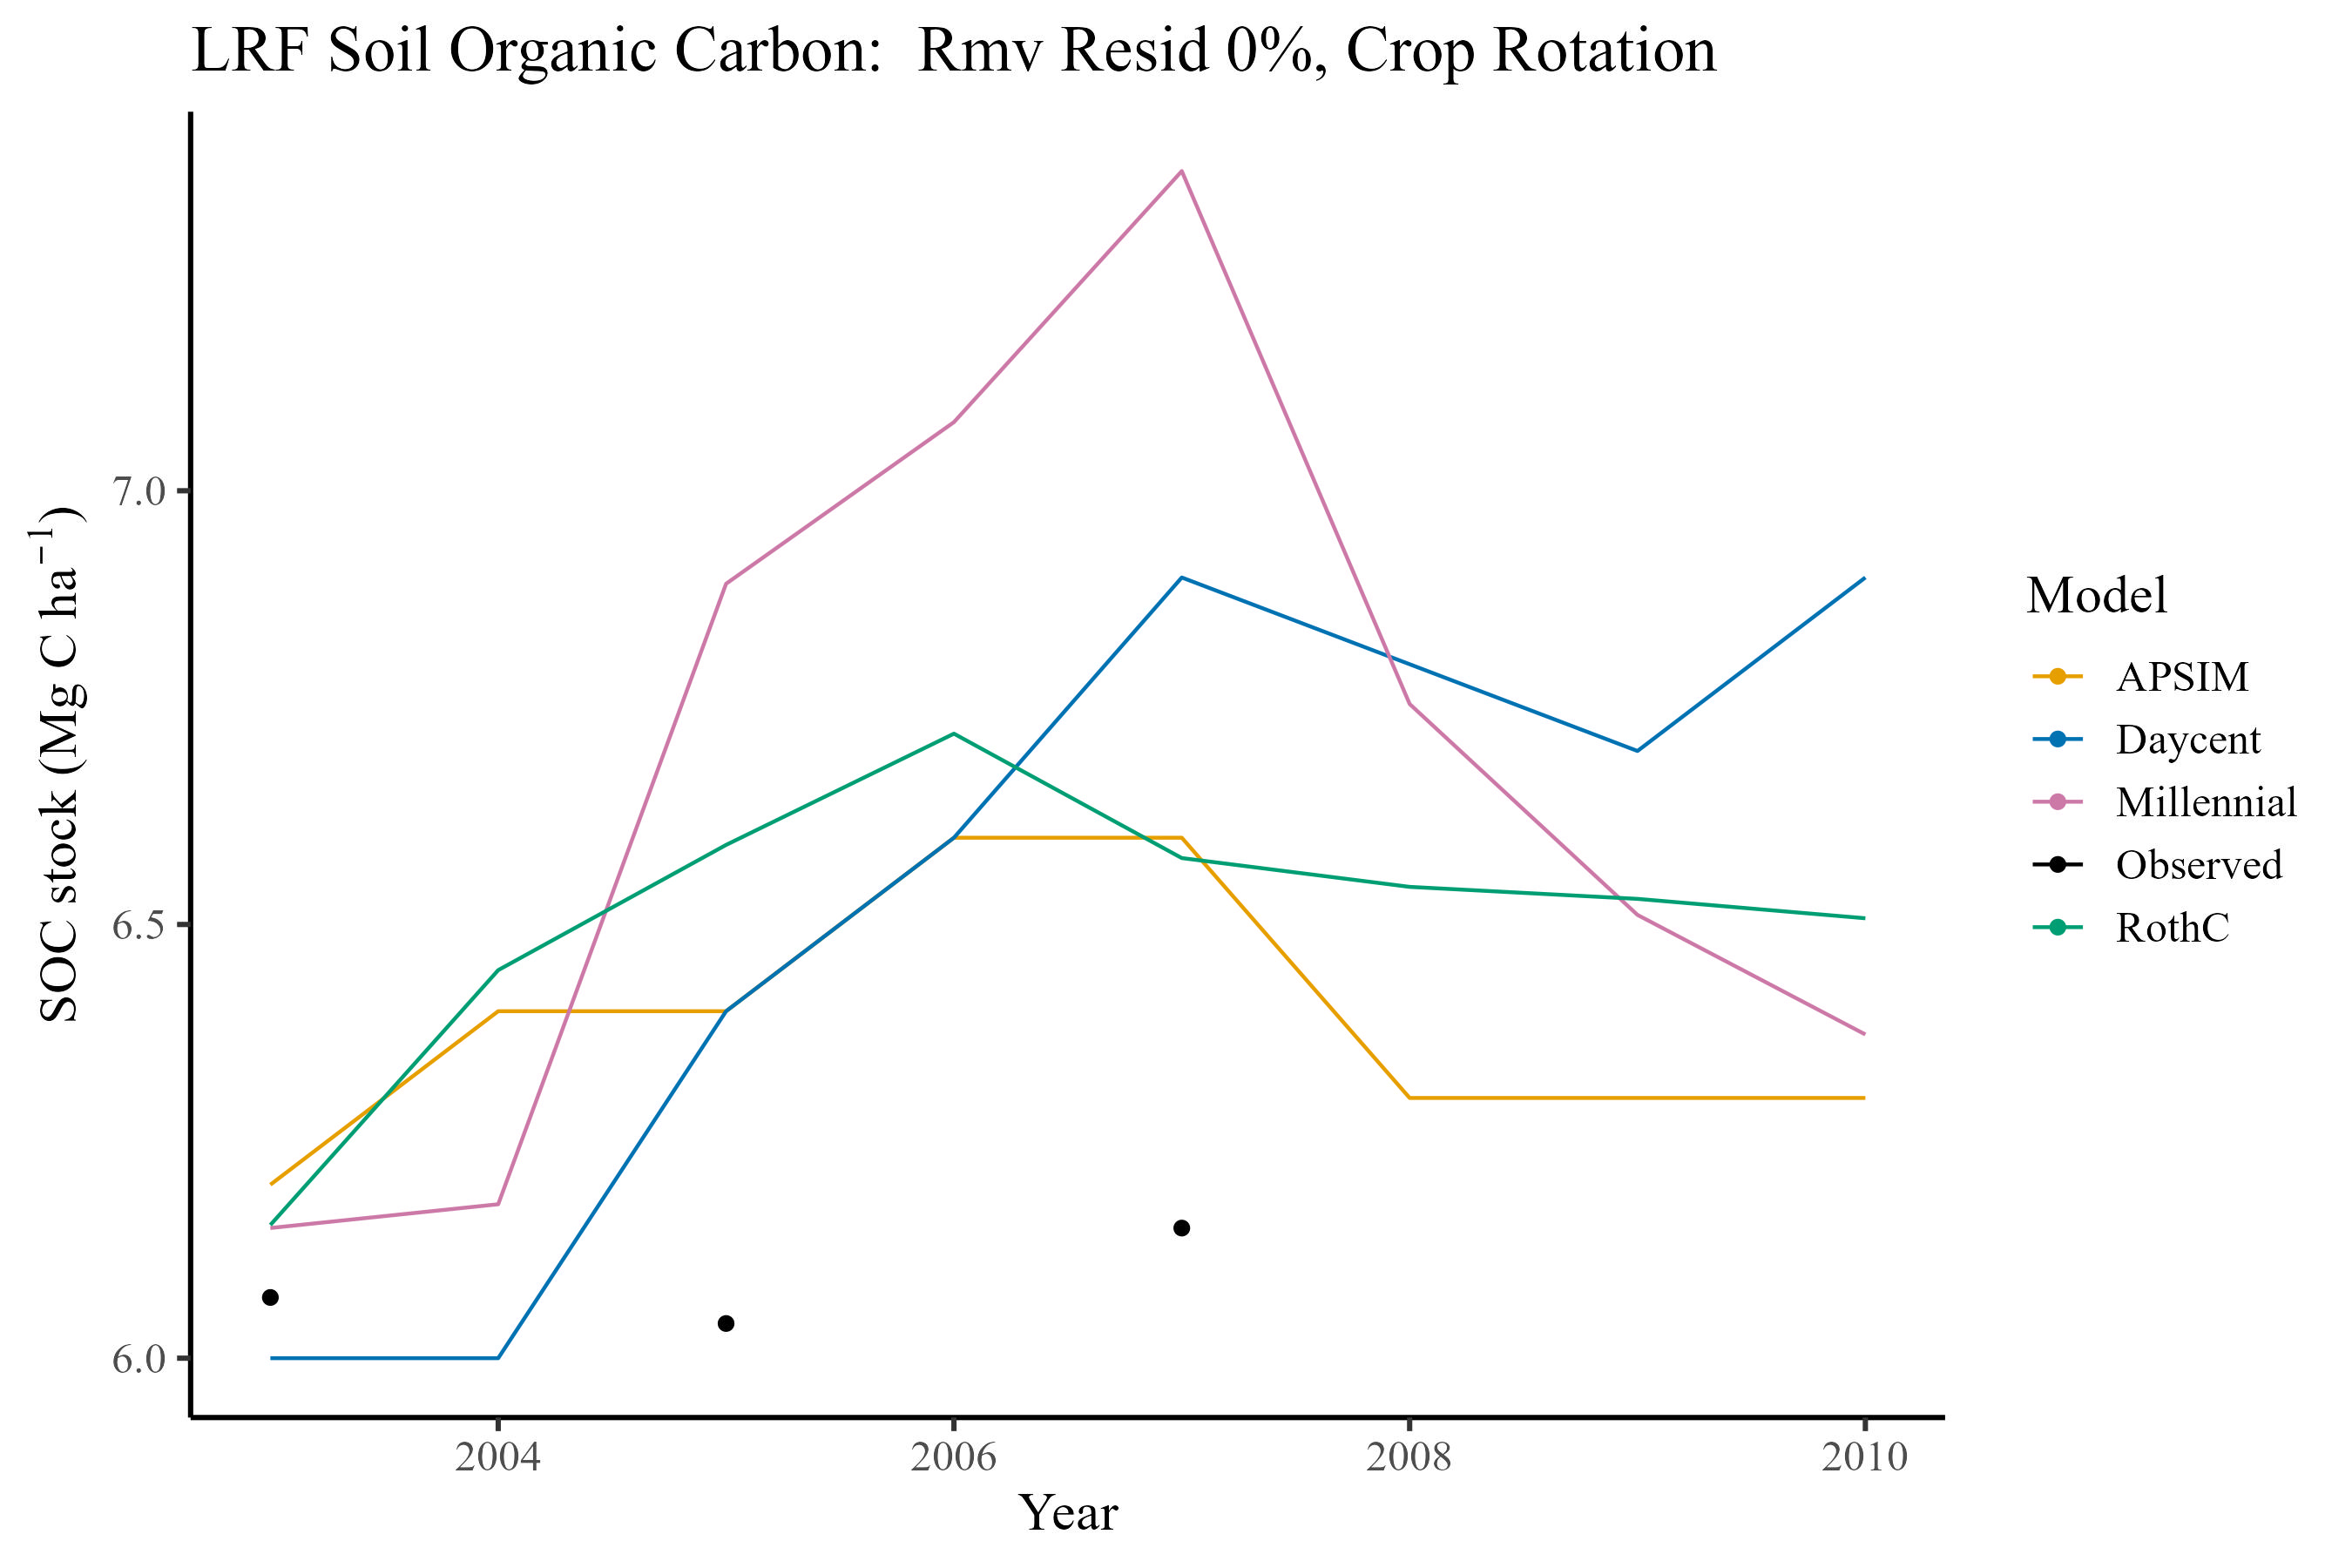 LRF Soil Organic Carbon:  Rmv Resid 0%, Crop Rotation
SOC stock (Mg C ha⁻¹)
7.0
6.5
6.0
2004 2006 2008 2010
Year
Model
APSIM
Daycent
Millennial
Observed
RothC